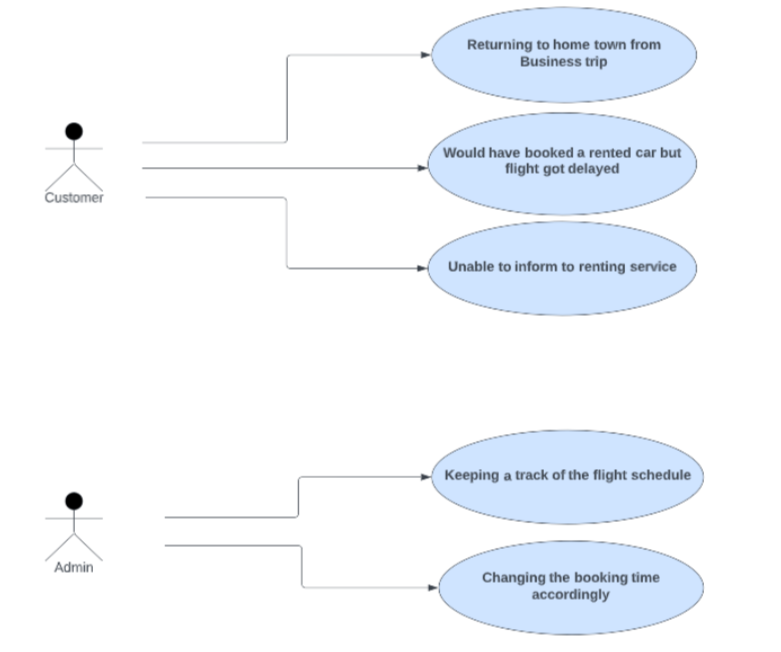 Returning to home town from
Business trip
Would have booked a rented car but
flight got delayed
Customer
Unable to inform to renting service
Keeping a track of the flight schedule
Admin
Changing the booking time
accordingly